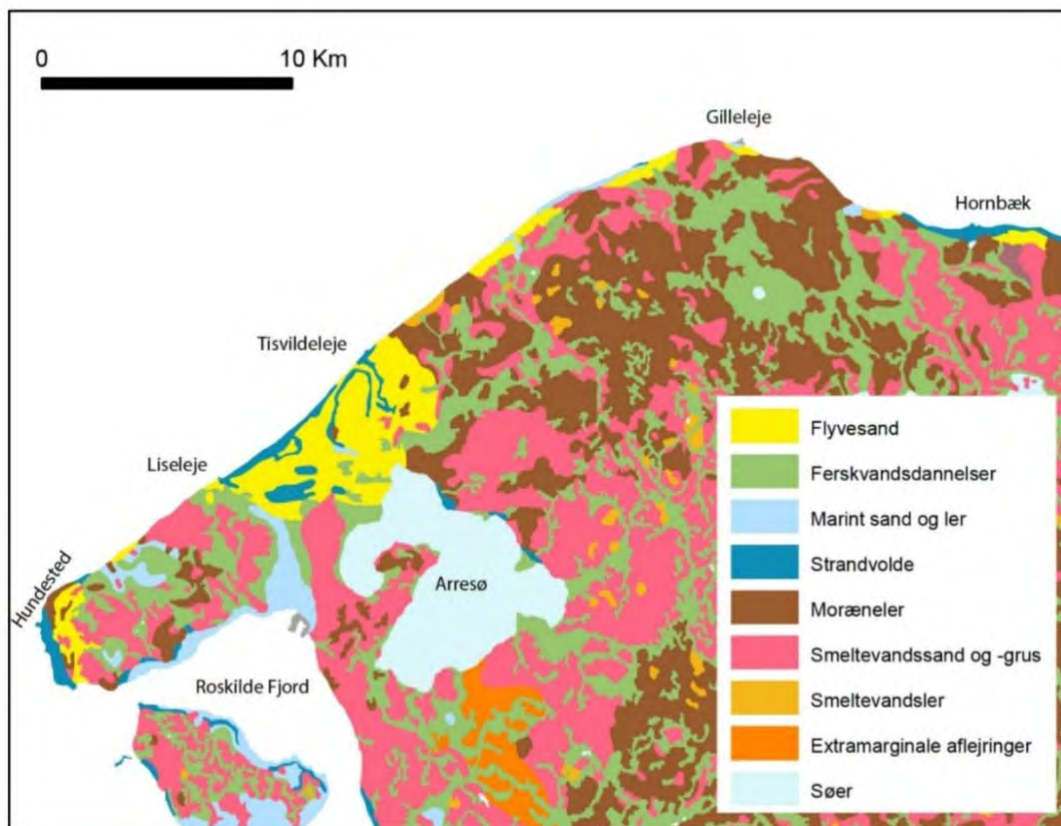 0 10 Km
Gilleleje
Hornbæk
Tisvildeleje
Liseleje
Hundested
Arresø
Roskilde Fjord
Flyvesand
Ferskvandsdannelser
Marint sand og ler
Strandvolde
Moræneler
Smeltevandssand og -grus
Smeltevandsler
Extramarginale aflejringer
Søer